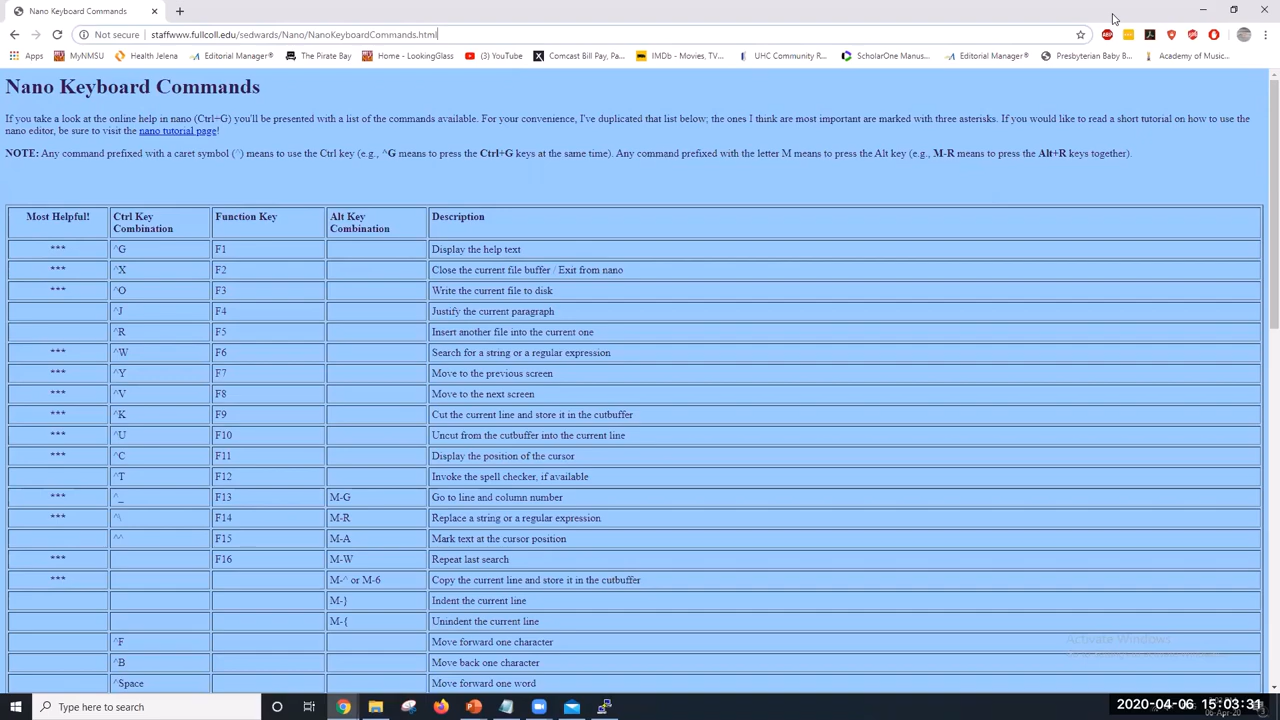 Nano Keyboard Commands
Not secure | staffwww.fullcoll.edu/sedwards/Nano/NanoKeyboardCommands.html
Apps MyNMSU Health Jelena Editorial Manager® The Pirate Bay Home - LookingGlass (3) YouTube Comcast Bill Pay, Pa... IMDb - Movies, TV... UHC Community R... ScholarOne Manus... Editorial Manager® Presbyterian Baby B... Academy of Music...
Nano Keyboard Commands
If you take a look at the online help in nano (Ctrl+G) you'll be presented with a list of the commands available. For your convenience, I've duplicated that list below; the ones I think are most important are marked with three asterisks. If you would like to read a short tutorial on how to use the
nano editor, be sure to visit the nano tutorial page!
NOTE: Any command prefixed with a caret symbol (^) means to use the Ctrl key (e.g., ^G means to press the Ctrl+G keys at the same time). Any command prefixed with the letter M means to press the Alt key (e.g., M-R means to press the Alt+R keys together).
Most Helpful! Ctrl Key Combination Function Key Alt Key Combination Description
*** ^G F1 Display the help text
*** ^X F2 Close the current file buffer / Exit from nano
*** ^O F3 Write the current file to disk
^J F4 Justify the current paragraph
^R F5 Insert another file into the current one
*** ^W F6 Search for a string or a regular expression
*** ^Y F7 Move to the previous screen
*** ^V F8 Move to the next screen
*** ^K F9 Cut the current line and store it in the cutbuffer
*** ^U F10 Uncut from the cutbuffer into the current line
*** ^C F11 Display the position of the cursor
^T F12 Invoke the spell checker, if available
*** ^_ F13 M-G Go to line and column number
*** ^\ F14 M-R Replace a string or a regular expression
^^ F15 M-A Mark text at the cursor position
*** F16 M-W Repeat last search
*** M-^ or M-6 Copy the current line and store it in the cutbuffer
M-} Indent the current line
M-{ Unindent the current line
^F Move forward one character
^B Move back one character
^Space Move forward one word
Activate Windows
Type here to search
2020-04-06 15:03:31